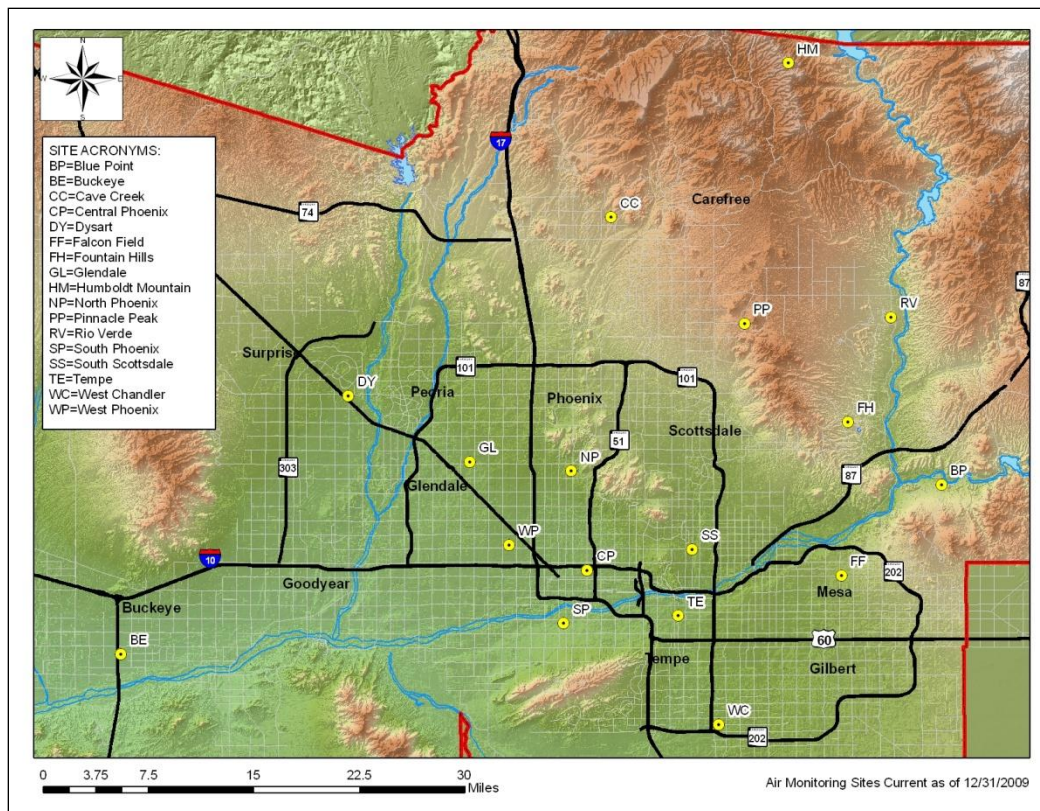 N
W E
S
SITE ACRONYMS:
BP=Blue Point
BE=Buckeye
CC=Cave Creek
CP=Central Phoenix
DY=Dysart
FF=Falcon Field
FH=Fountain Hills
GL=Glendale
HM=Humboldt Mountain
NP=North Phoenix
PP=Pinnacle Peak
RV=Rio Verde
SP=South Phoenix
SS=South Scottsdale
TE=Tempe
WC=West Chandler
WP=West Phoenix
HM
17
74
CC
Carefree
87
PP
RV
Surprise
101
101
DY
Peoria
Phoenix
Scottsdale
FH
51
GL
NP
303
Glendale
87
BP
WP
SS
10
CP
FF
202
Goodyear
Mesa
Buckeye
SP
TE
BE
60
Tempe
Gilbert
WC
202
0 3.75 7.5 15 22.5 30
Miles
Air Monitoring Sites Current as of 12/31/2009